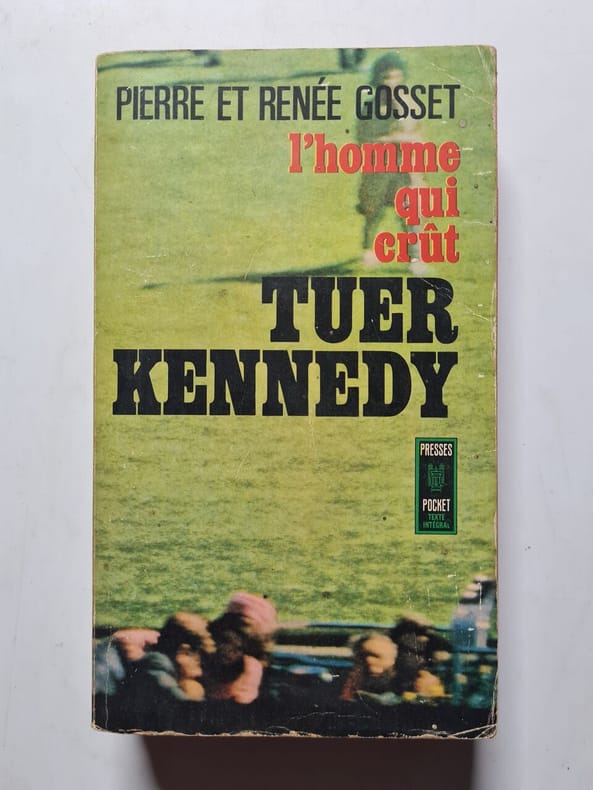 PIERRE ET RENÉE GOSSET
l'homme
qui
crût
TUER
KENNEDY
PRESSES
POCKET
TEXTE
INTÉGRAL